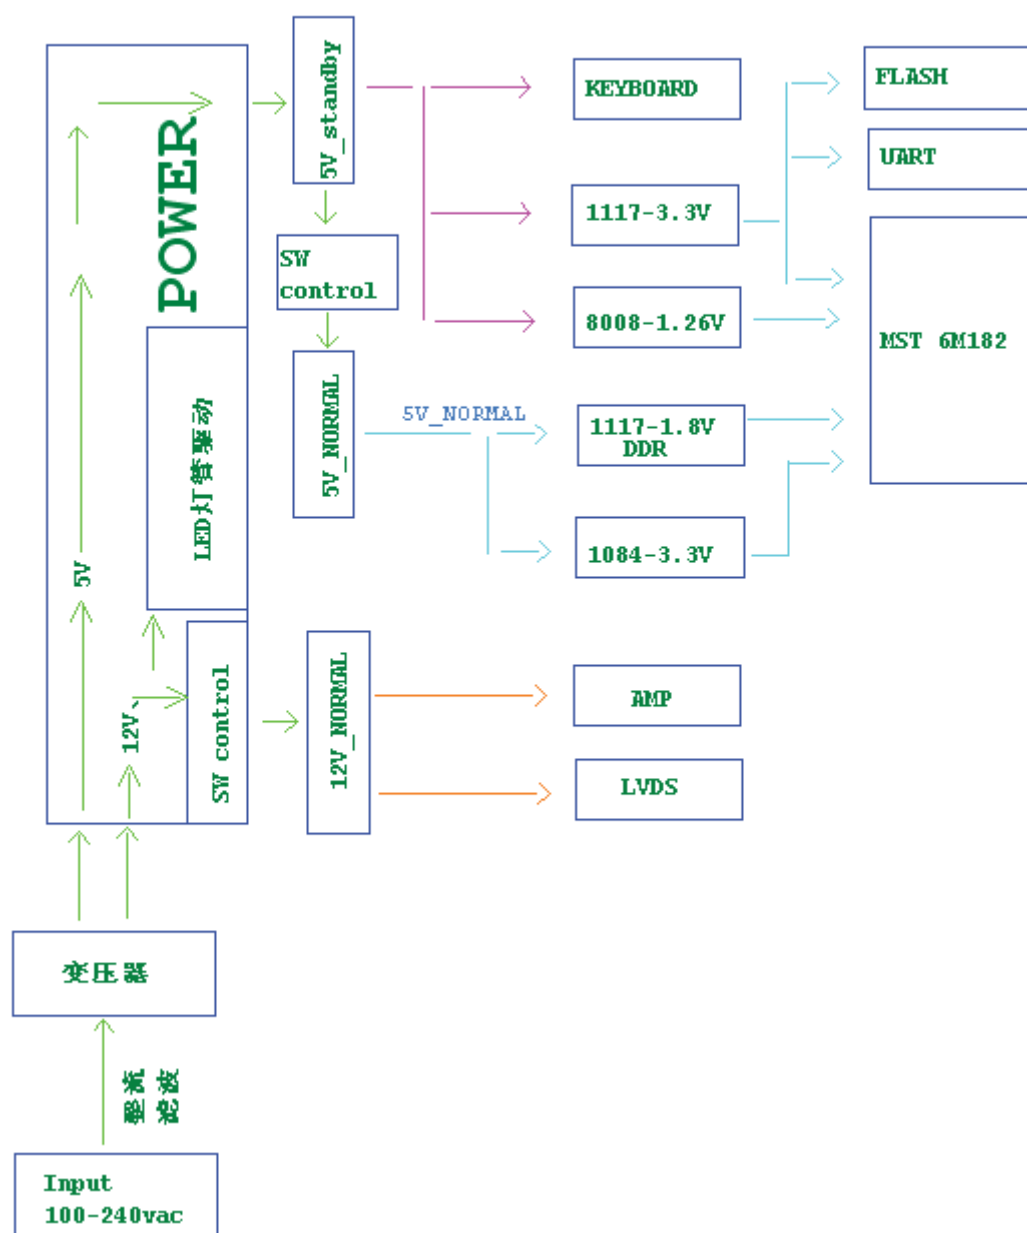 5V_standby
KEYBOARD
FLASH
UART
POWER
1117-3.3V
SW
control
8008-1.26V
MST 6M182
5V_NORMAL
5V_NORMAL
1117-1.8V
DDR
LED灯管驱动
1084-3.3V
5V
12V、
SW control
12V_NORMAL
AMP
LVDS
变压器
整流
滤波
Input
100-240vac